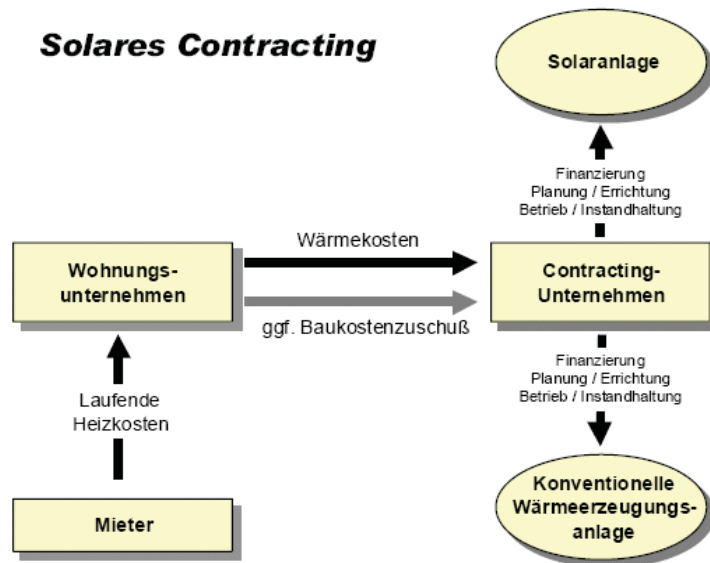 Solares Contracting
Solaranlage
Finanzierung
Planung / Errichtung
Betrieb / Instandhaltung
Wärmekosten
Wohnungs-
unternehmen
Contracting-
Unternehmen
ggf. Baukostenzuschuß
Finanzierung
Planung / Errichtung
Betrieb / Instandhaltung
Laufende
Heizkosten
Mieter
Konventionelle
Wärmeerzeugungs-
anlage